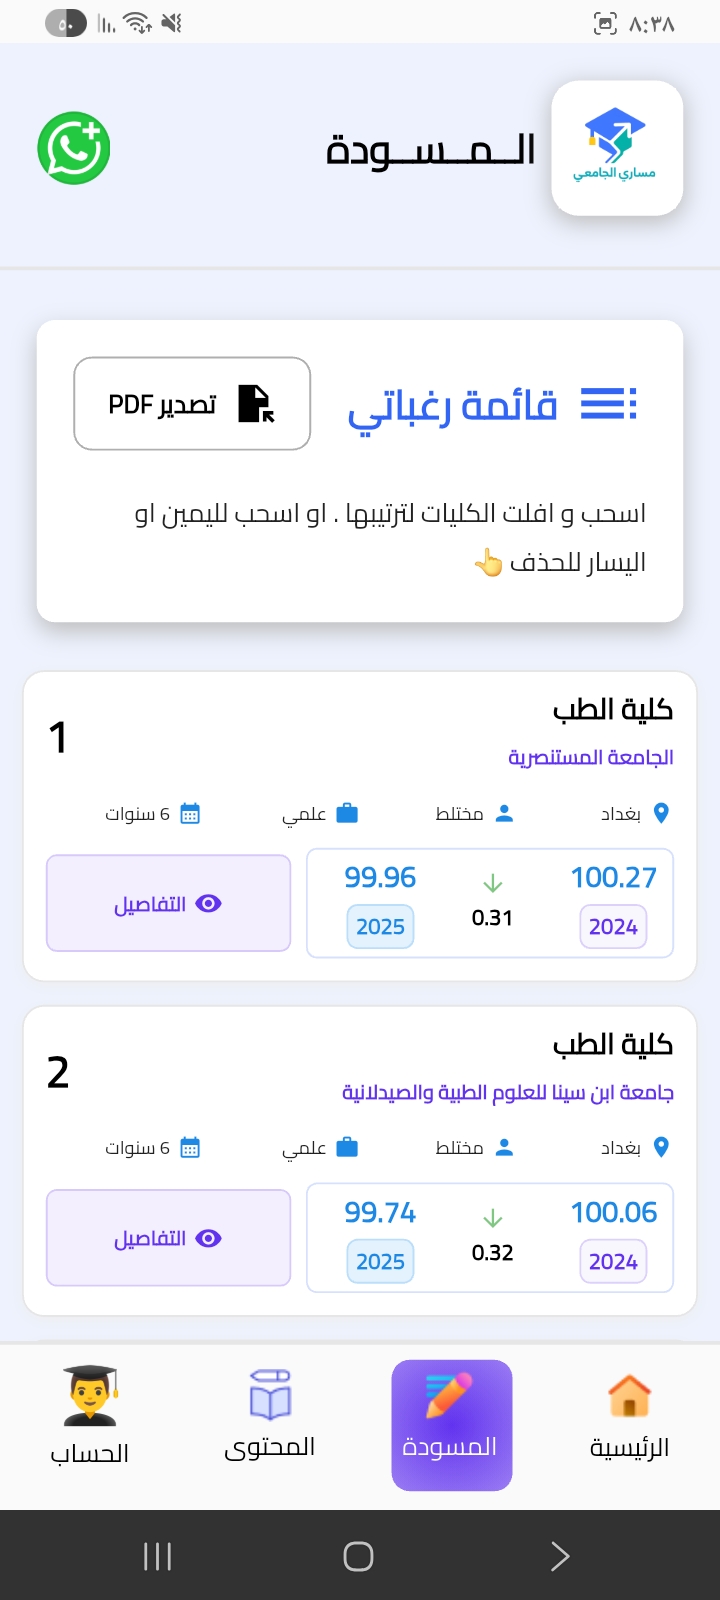 ٨:٣٨
٥٠
مساري الجامعي
الـــمـــســـودة
قائمة رغباتي
تصدير PDF
اسحب و افلت الكليات لترتيبها . او اسحب لليمين او
اليسار للحذف 👆
كلية الطب
1
الجامعة المستنصرية
بغداد
مختلط
علمي
6 سنوات
100.27
99.96
0.31
2024
2025
التفاصيل
كلية الطب
2
جامعة ابن سينا للعلوم الطبية والصيدلانية
بغداد
مختلط
علمي
6 سنوات
100.06
99.74
0.32
2024
2025
التفاصيل
الرئيسية
المسودة
المحتوى
الحساب